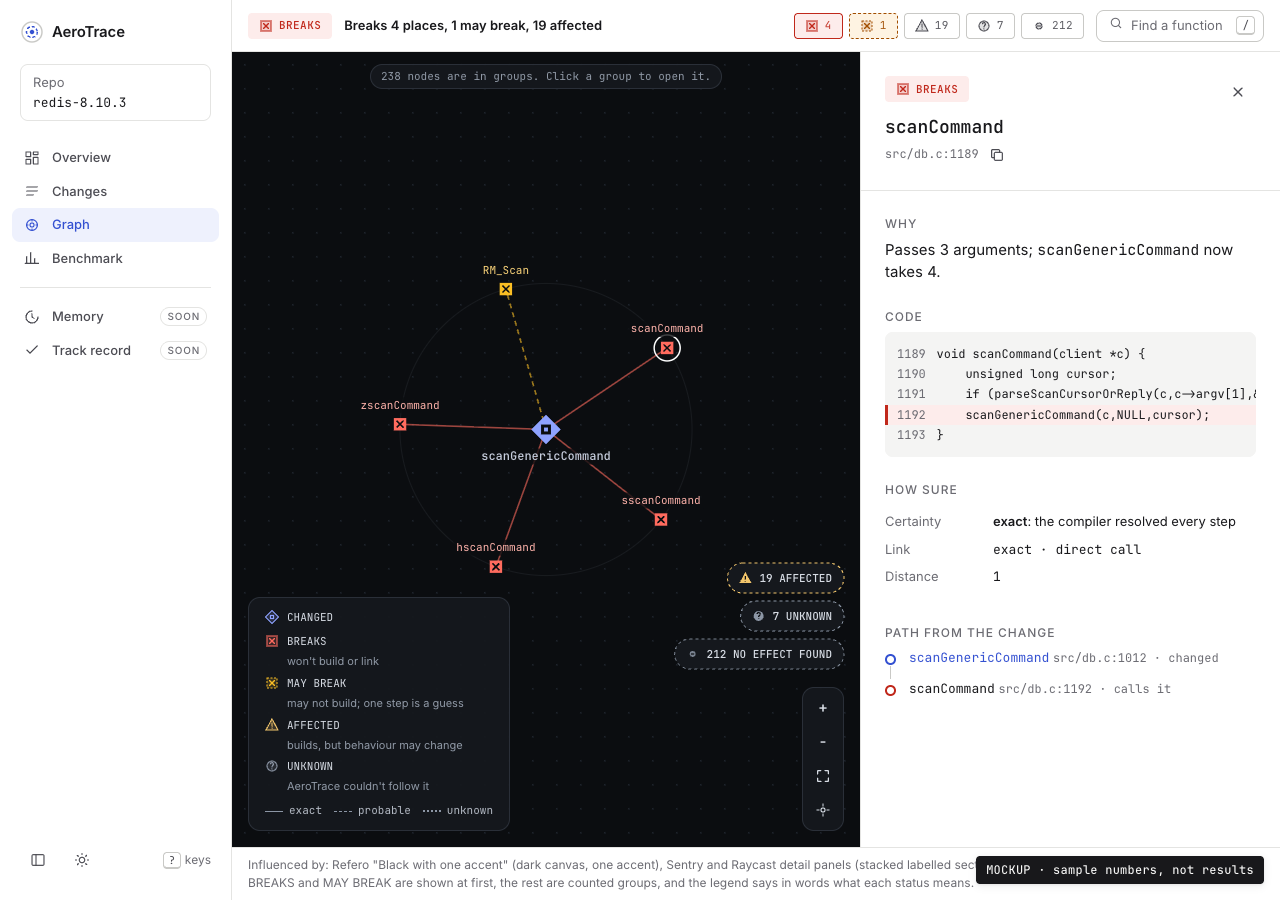 AeroTrace
Repo
redis-8.10.3
Overview
Changes
Graph
Benchmark
Memory SOON
Track record SOON
? keys
BREAKS
Breaks 4 places, 1 may break, 19 affected
4
1
19
7
212
Find a function /
238 nodes are in groups. Click a group to open it.
RM_Scan
scanCommand
zscanCommand
scanGenericCommand
sscanCommand
hscanCommand
19 AFFECTED
7 UNKNOWN
212 NO EFFECT FOUND
CHANGED
BREAKS
won't build or link
MAY BREAK
may not build; one step is a guess
AFFECTED
builds, but behaviour may change
UNKNOWN
AeroTrace couldn't follow it
exact probable unknown
+
-
BREAKS
scanCommand
src/db.c:1189
WHY
Passes 3 arguments; scanGenericCommand now
takes 4.
CODE
1189 void scanCommand(client *c) {
1190 unsigned long cursor;
1191 if (parseScanCursorOrReply(c,c->argv[1],&
1192 scanGenericCommand(c,NULL,cursor);
1193 }
HOW SURE
Certainty exact: the compiler resolved every step
Link exact · direct call
Distance 1
PATH FROM THE CHANGE
scanGenericCommand src/db.c:1012 · changed
scanCommand src/db.c:1192 · calls it
Influenced by: Refero "Black with one accent" (dark canvas, one accent), Sentry and Raycast detail panels (stacked labelled
BREAKS and MAY BREAK are shown at first, the rest are counted groups, and the legend says in words what each status means.
MOCKUP · sample numbers, not results